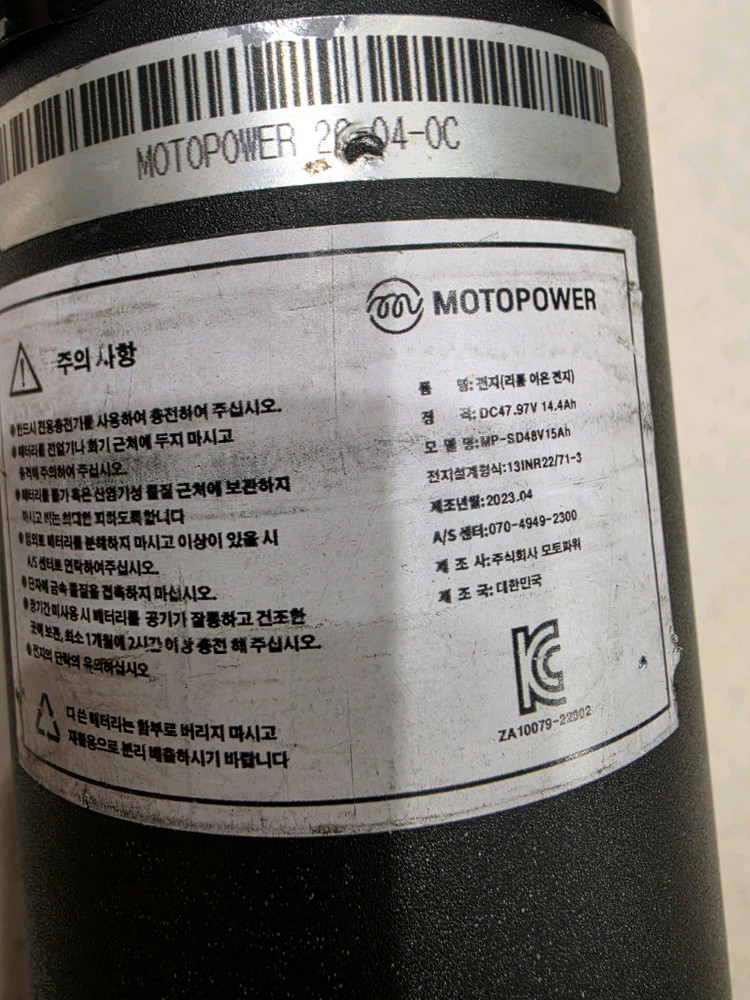 MOTOPOWER 04-0C
MOTOPOWER
주의 사항
반드시 전용충전기를 사용하여 충전하여 주십시오.
배터리를 전열기나 화기 근처에 두지 마시고
충격에 주의하여 주십시오.
배터리를 물기 혹은 산염기성 물질 근처에 보관하지
마시고 비는 최대한 피하도록합니다
임의로 배터리를 분해하지 마시고 이상이 있을 시
A/S 센터로 연락하여주십시오.
단자에 금속 물질을 접촉하지 마십시오.
장기간 미사용 시 배터리를 공기가 잘통하고 건조한
곳에 보관, 최소 1개월에 2시간 이상 충전 해 주십시오.
전지의 단락의 유의하십시오
다 쓴 배터리는 함부로 버리지 마시고
재활용으로 분리 배출하시기 바랍니다
품 명:전지(리튬 이온 전지)
정 격:DC47.97V 14.4Ah
모 델 명:MP-SD48V15Ah
전지설계형식:13INR22/71-3
제조년월:2023.04
A/S 센터:070-4949-2300
제 조 사:주식회사 모토파워
제 조 국:대한민국
KC
ZA10079-22002